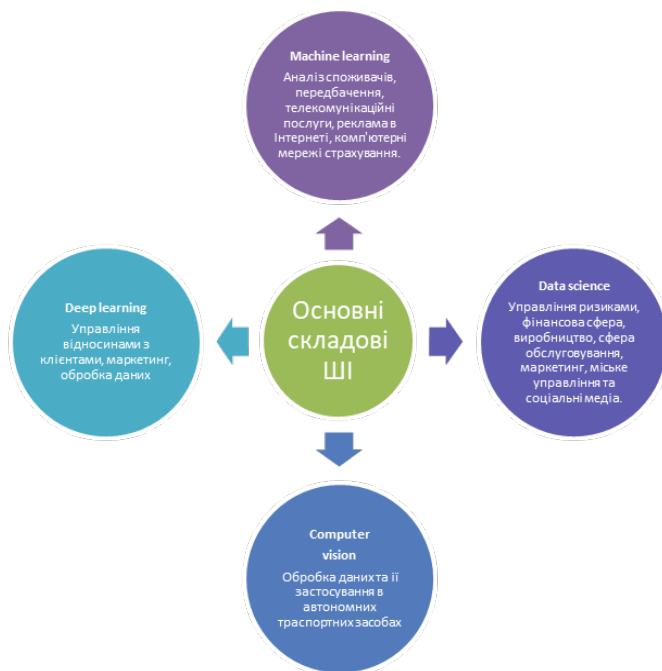 Machine learning
Аналіз споживачів,
передбачення,
телекомунікаційні
послуги, реклама в
Інтернеті, комп'ютерні
мережі страхування.
Deep learning
Управління
відносинами з
клієнтами, маркетинг,
обробка даних
Основні
складові
ШІ
Data science
Управління ризиками,
фінансова сфера,
виробництво, сфера
обслуговування,
маркетинг, міське
управління та
соціальні медіа.
Computer
vision
Обробка даних та її
застосування в
автономних
траспортних засобах